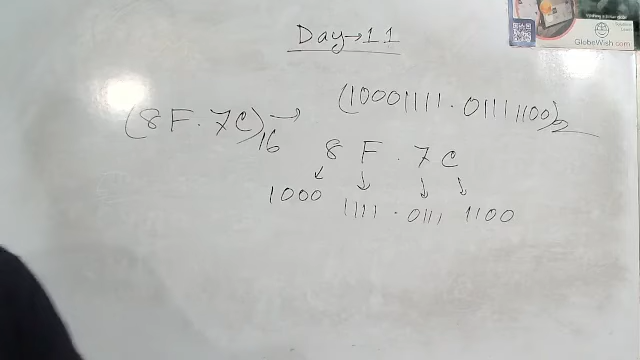 Day→11
(8F.7C)16 → (10001111.01111100)2
8 F . 7 C
↓ ↓ ↓ ↓
1000 1111 . 0111 1100
GlobeWish.com